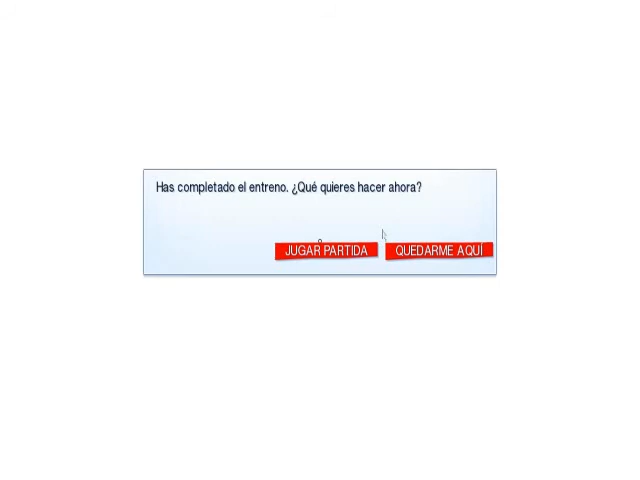 Has completado el entreno. ¿Qué quieres hacer ahora?
JUGAR PARTIDA QUEDARME AQUÍ